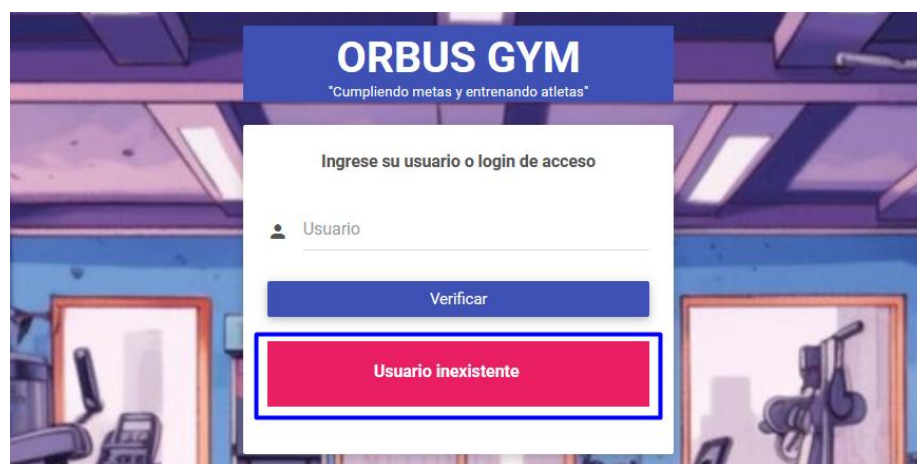 ORBUS GYM
"Cumpliendo metas y entrenando atletas"
Ingrese su usuario o login de acceso
Usuario
Verificar
Usuario inexistente